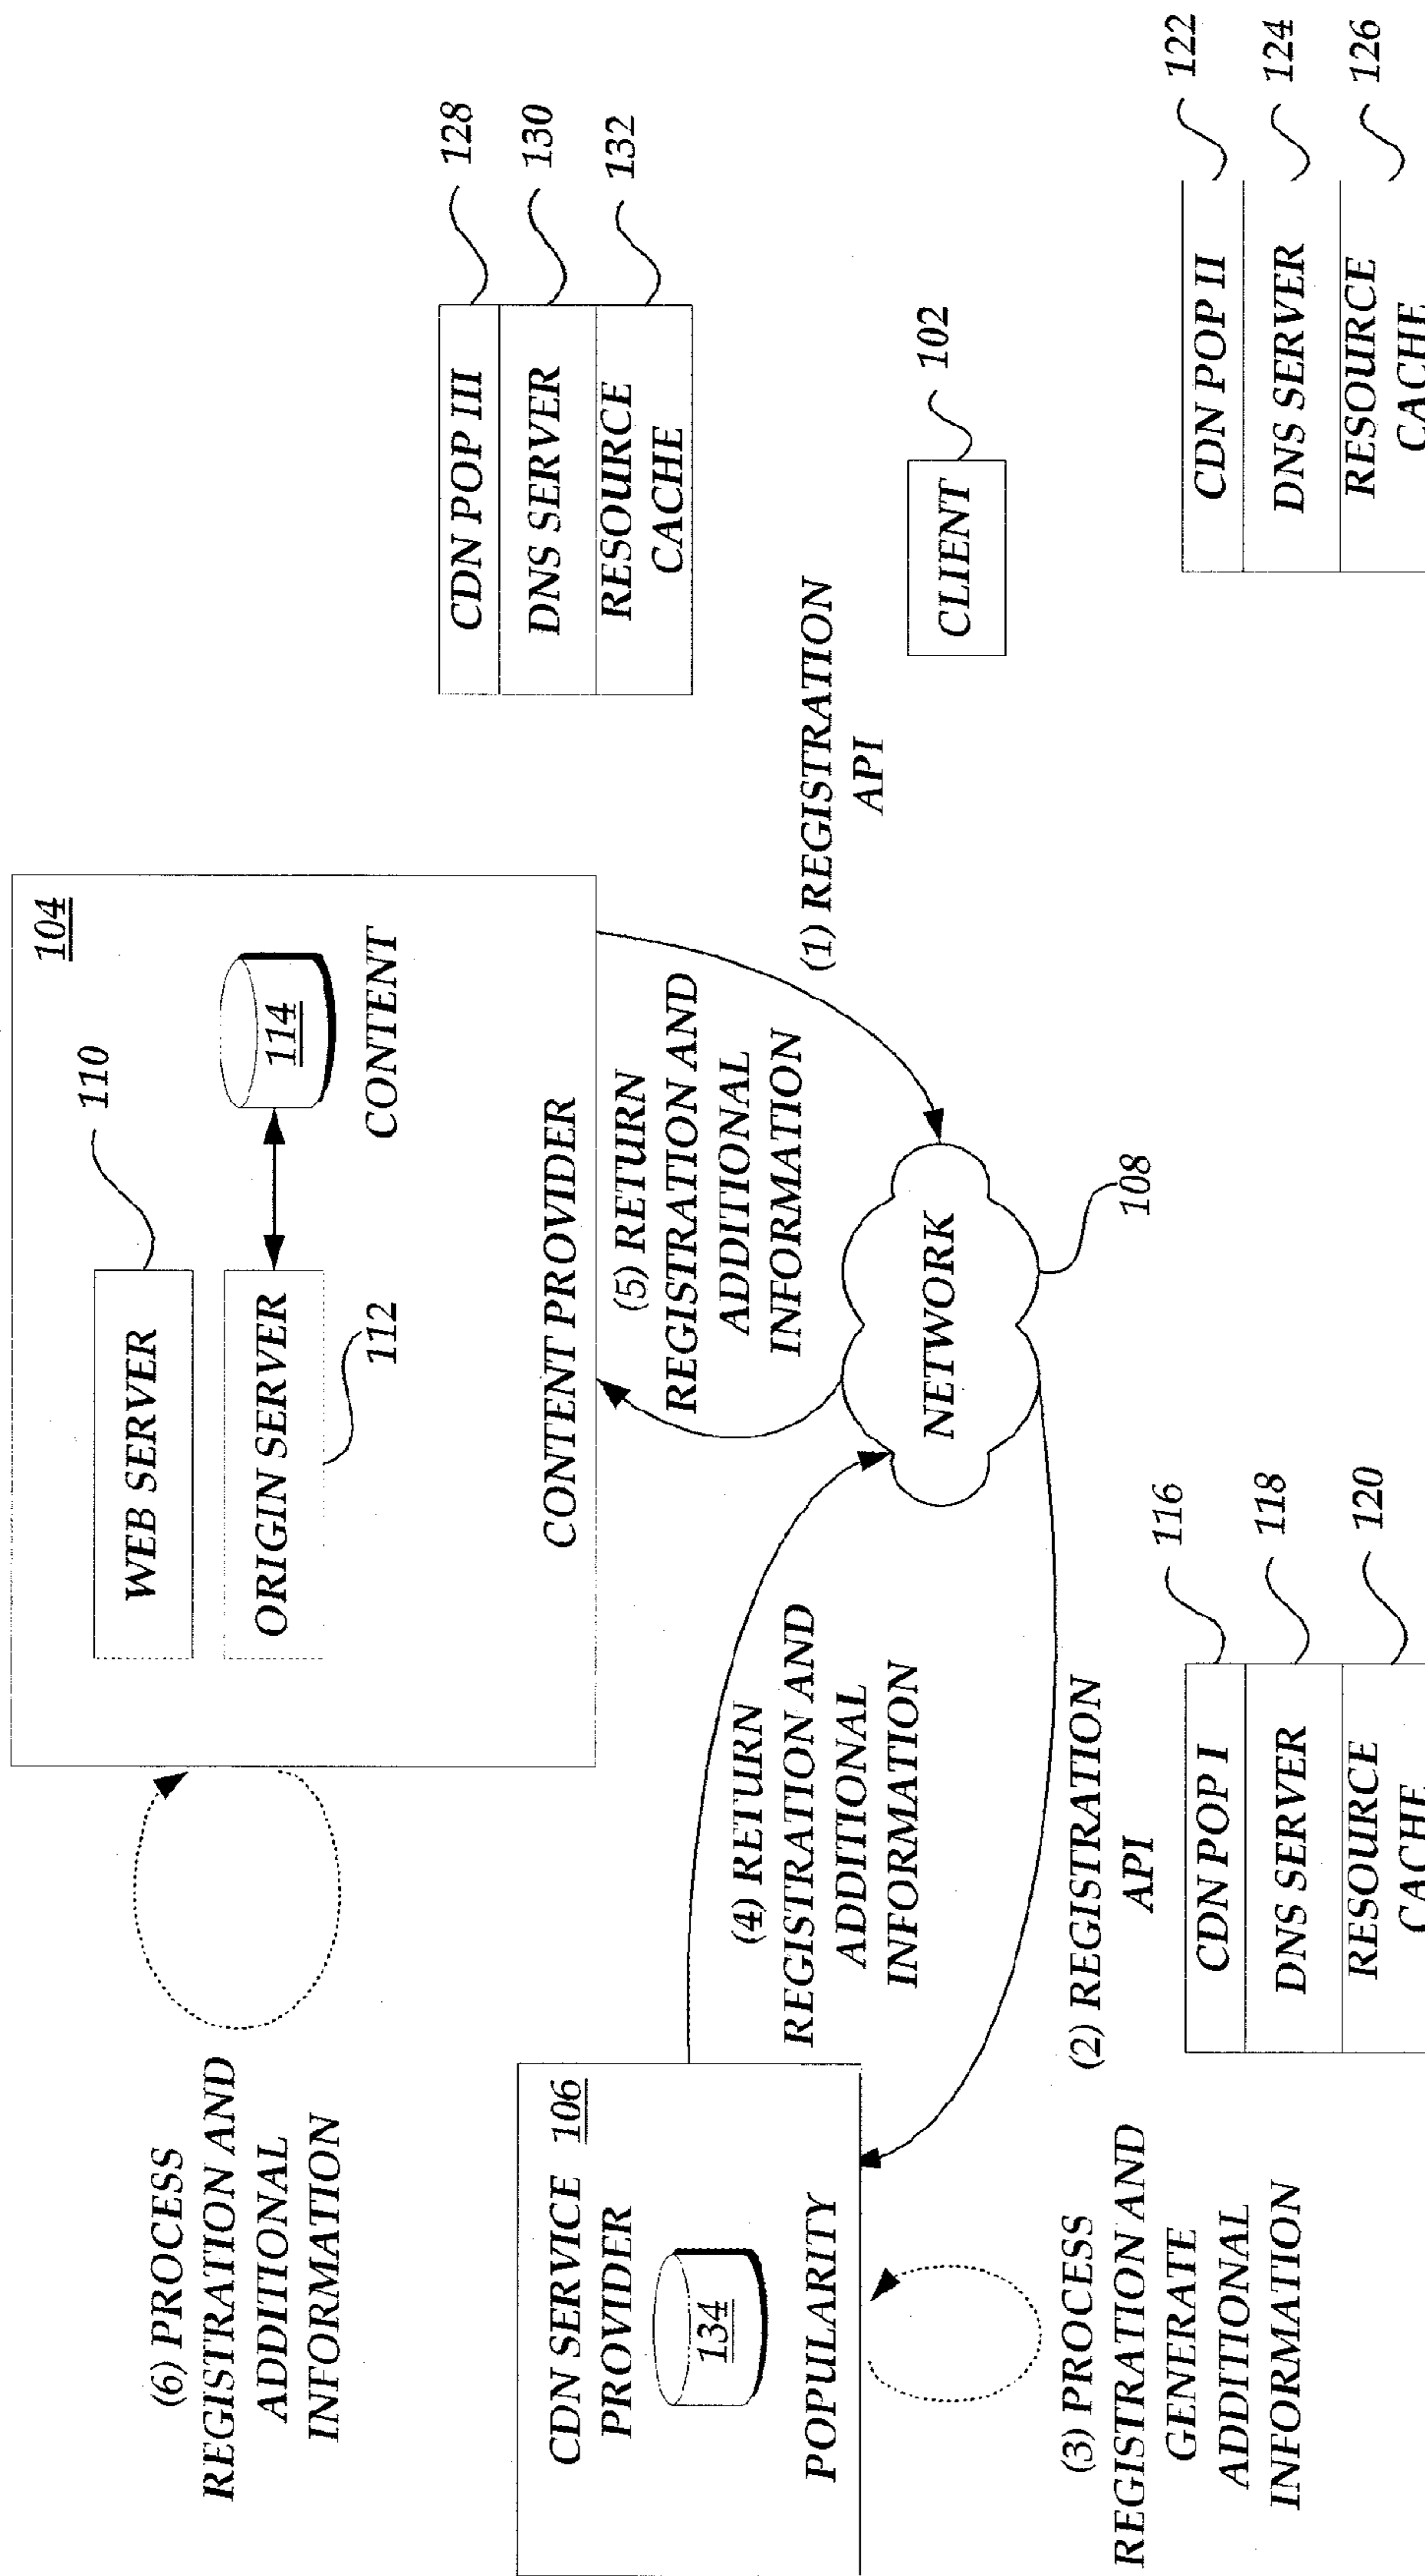 (6) PROCESS
REGISTRATION AND
ADDITIONAL
INFORMATION
104
WEB SERVER
110
ORIGIN SERVER
112
114
CONTENT
CONTENT PROVIDER
CDN SERVICE 106
PROVIDER
134
POPULARITY
(3) PROCESS
REGISTRATION AND
GENERATE
ADDITIONAL
INFORMATION
(4) RETURN
REGISTRATION AND
ADDITIONAL
INFORMATION
(5) RETURN
REGISTRATION AND
ADDITIONAL
INFORMATION
(1) REGISTRATION
API
NETWORK
108
(2) REGISTRATION
API
CDN POP III
128
DNS SERVER
130
RESOURCE
CACHE
132
CLIENT
102
CDN POP I
116
DNS SERVER
118
RESOURCE
CACHE
120
CDN POP II
122
DNS SERVER
124
RESOURCE
CACHE
126